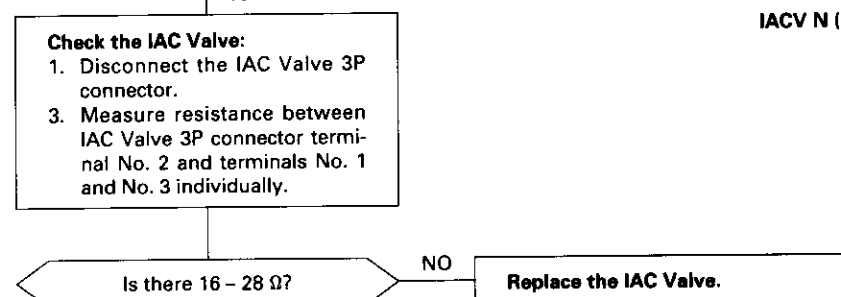 IACV N (
Check the IAC Valve:
1. Disconnect the IAC Valve 3P
connector.
3. Measure resistance between
IAC Valve 3P connector termi-
nal No. 2 and terminals No. 1
and No. 3 individually.
Is there 16 – 28 Ω?
NO
Replace the IAC Valve.